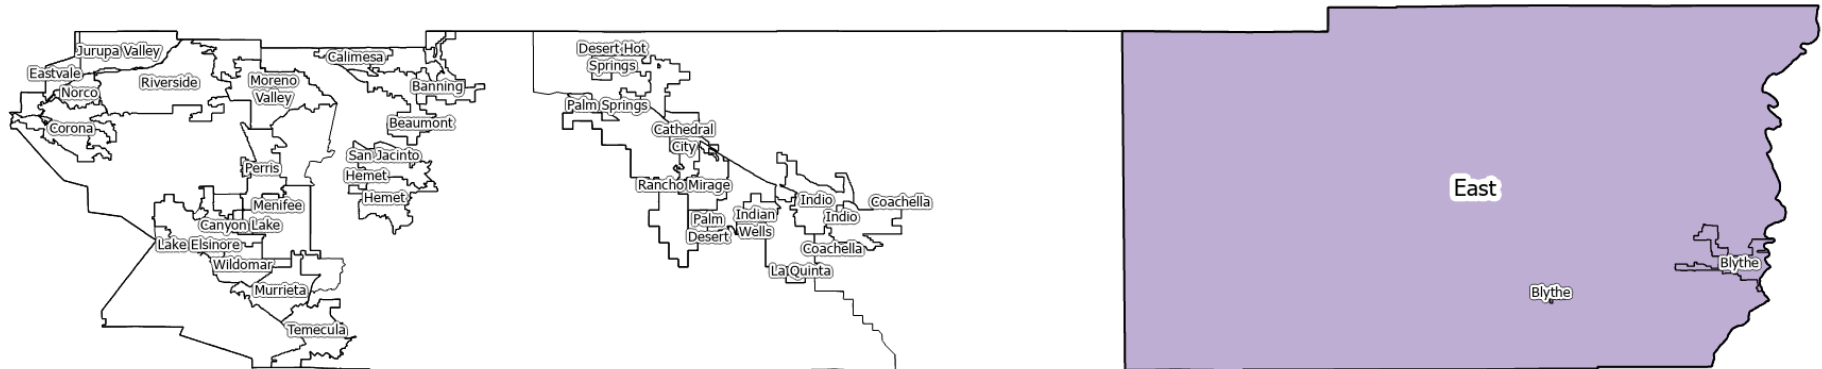 Jurupa Valley
Eastvale
Norco
Riverside
Corona
Moreno
Valley
Calimesa
Banning
Beaumont
San Jacinto
Hemet
Hemet
Perris
Menifee
Canyon Lake
Lake Elsinore
Wildomar
Murrieta
Temecula
Desert Hot
Springs
Palm Springs
Cathedral
City
Rancho Mirage
Palm
Desert
Indian
Wells
Indio
Indio
Coachella
Coachella
La Quinta
East
Blythe
Blythe